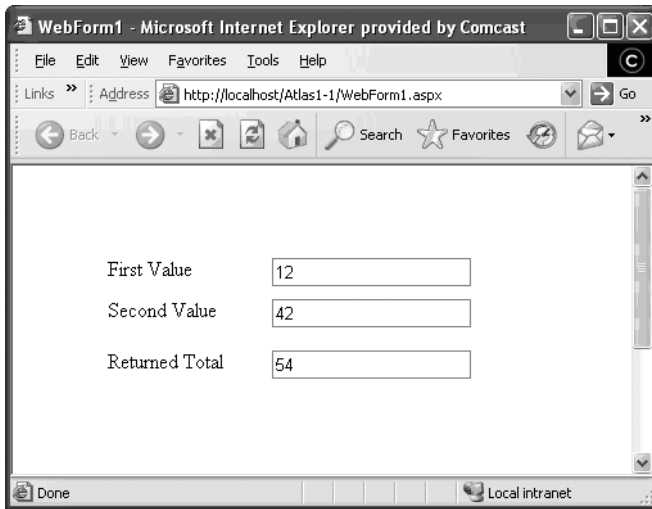 WebForm1 - Microsoft Internet Explorer provided by Comcast
File Edit View Favorites Tools Help
Links » Address http://localhost/Atlas1-1/WebForm1.aspx Go
Back Search Favorites »
First Value 12
Second Value 42
Returned Total 54
Done Local intranet